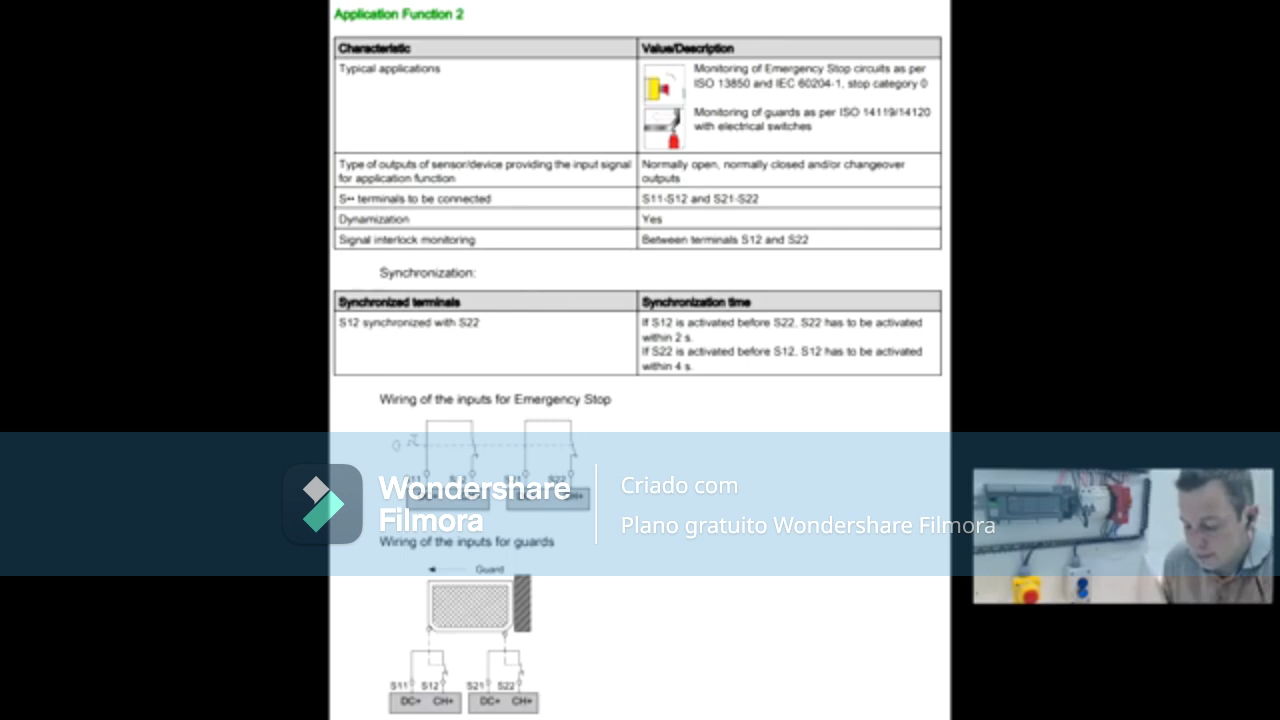 Application Function 2
Characteristic Value/Description
Typical applications Monitoring of Emergency Stop circuits as per
ISO 13850 and IEC 60204-1, stop category 0
Monitoring of guards as per ISO 14119/14120
with electrical switches
Type of outputs of sensor/device providing the input signal Normally open, normally closed and/or changeover
for application function outputs
S•• terminals to be connected S11-S12 and S21-S22
Dynamization Yes
Signal interlock monitoring Between terminals S12 and S22
Synchronization:
Synchronized terminals Synchronization time
S12 synchronized with S22 If S12 is activated before S22, S22 has to be activated
within 2 s.
If S22 is activated before S12, S12 has to be activated
within 4 s.
Wiring of the inputs for Emergency Stop
S22
Wondershare
Filmora
Criado com
Plano gratuito Wondershare Filmora
Wiring of the inputs for guards
Guard
S11 S12 S21 S22
DC+ CH+ DC+ CH+